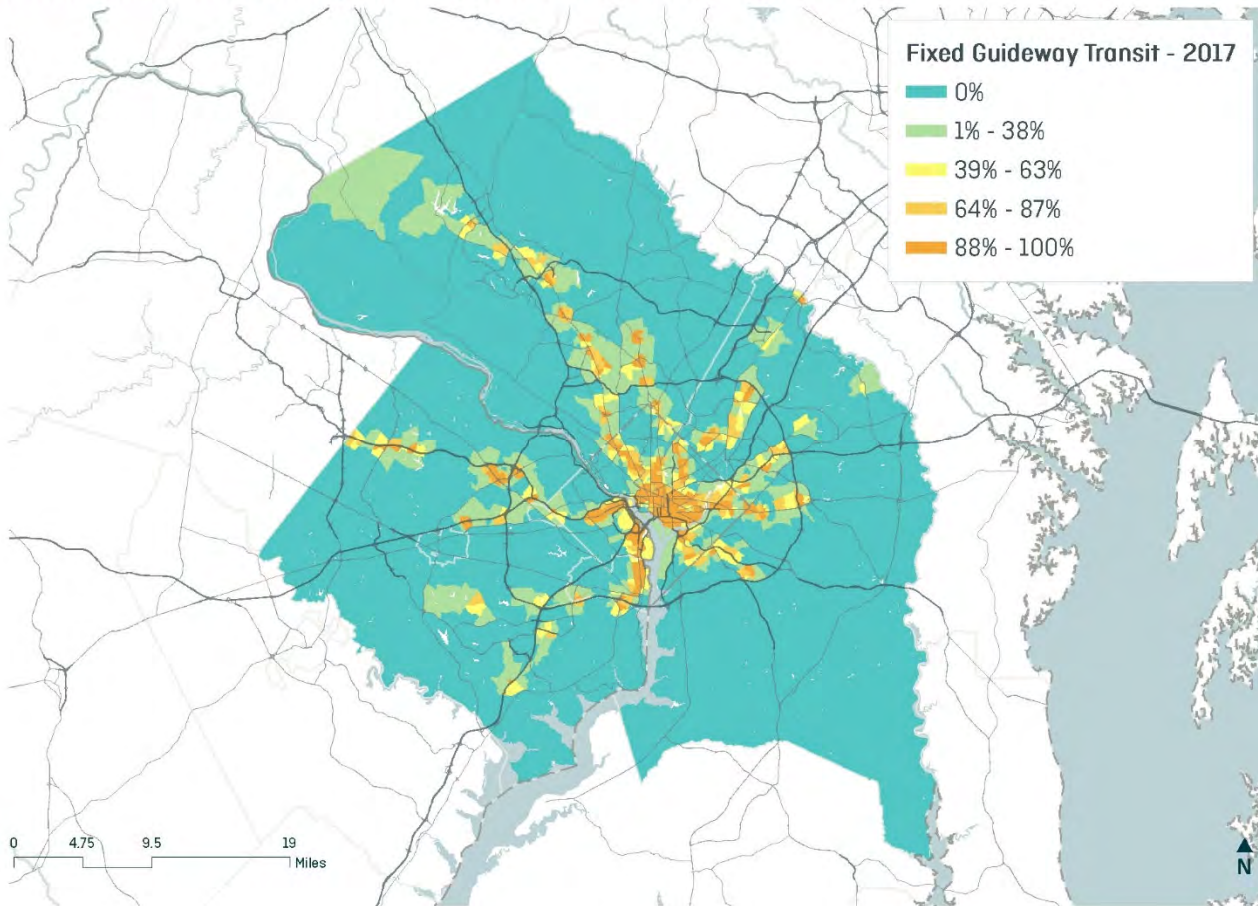 Fixed Guideway Transit - 2017
0%
1% - 38%
39% - 63%
64% - 87%
88% - 100%
0 4.75 9.5 19
Miles
N